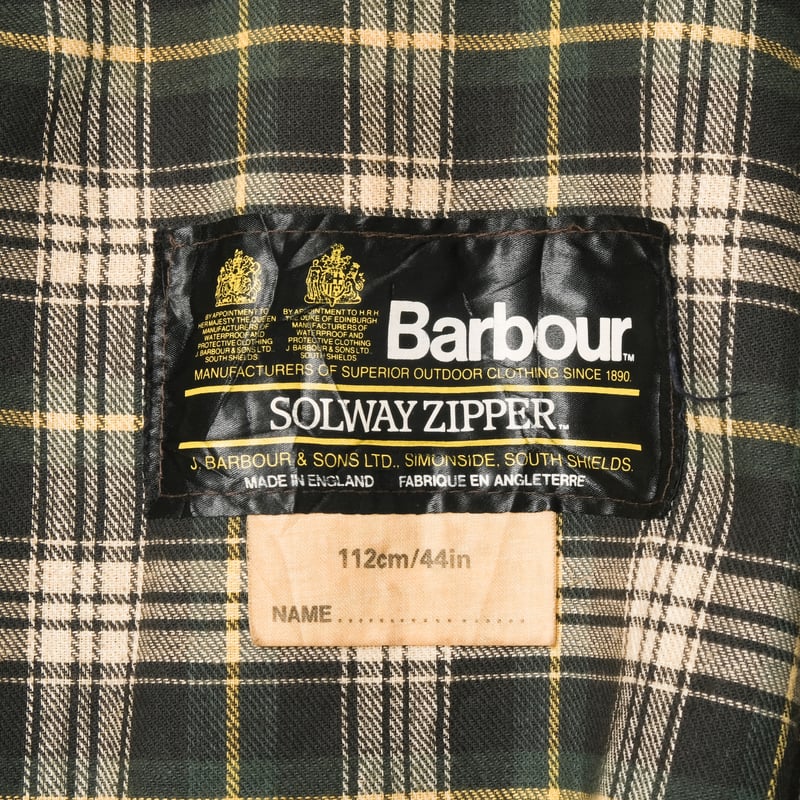 BY APPOINTMENT TO
HER MAJESTY THE QUEEN
MANUFACTURERS OF
WATERPROOF AND
PROTECTIVE CLOTHING
J. BARBOUR & SONS LTD.,
SOUTH SHIELDS.
BY APPOINTMENT TO H.R.H
THE DUKE OF EDINBURGH
MANUFACTURERS OF
WATERPROOF AND
PROTECTIVE CLOTHING
J. BARBOUR & SONS LTD.,
SOUTH SHIELDS.
Barbour™
MANUFACTURERS OF SUPERIOR OUTDOOR CLOTHING SINCE 1890.
SOLWAY ZIPPER™
J. BARBOUR & SONS LTD., SIMONSIDE, SOUTH SHIELDS.
MADE IN ENGLAND FABRIQUE EN ANGLETERRE
112cm/44in
NAME........................